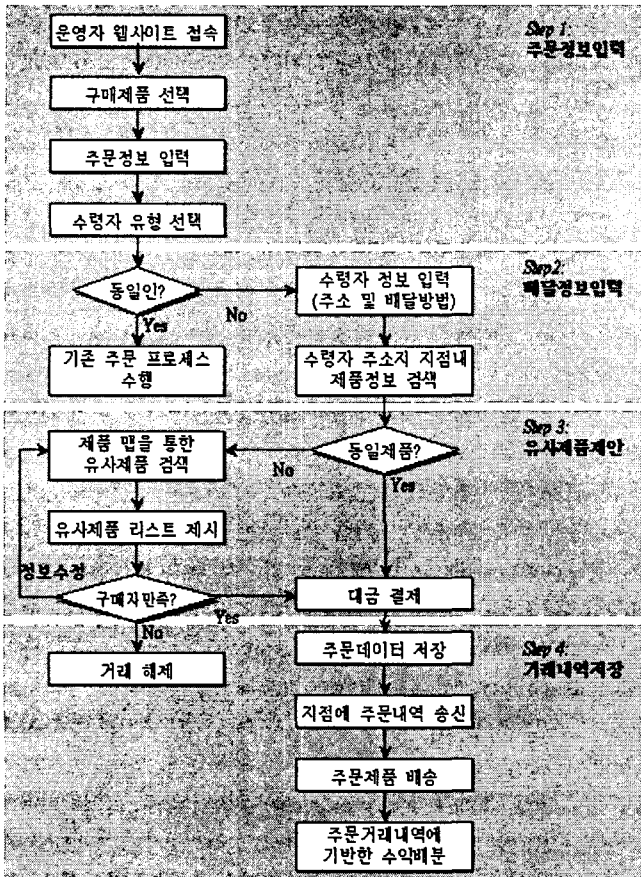 운영자 웹사이트 접속
Step 1:
주문정보입력
구매제품 선택
주문정보 입력
수령자 유형 선택
Step2:
배달정보입력
동일인?
No
Yes
수령자 정보 입력
(주소 및 배달방법)
기존 주문 프로세스
수행
수령자 주소지 지점내
제품정보 검색
Step 3:
유사제품제안
제품 맵을 통한
유사제품 검색
No
동일제품?
Yes
유사제품 리스트 제시
정보수정
구매자만족?
Yes
No
대금 결제
거래 해제
Step 4:
거래내역저장
주문데이터 저장
지점에 주문내역 송신
주문제품 배송
주문거래내역에
기반한 수익배분